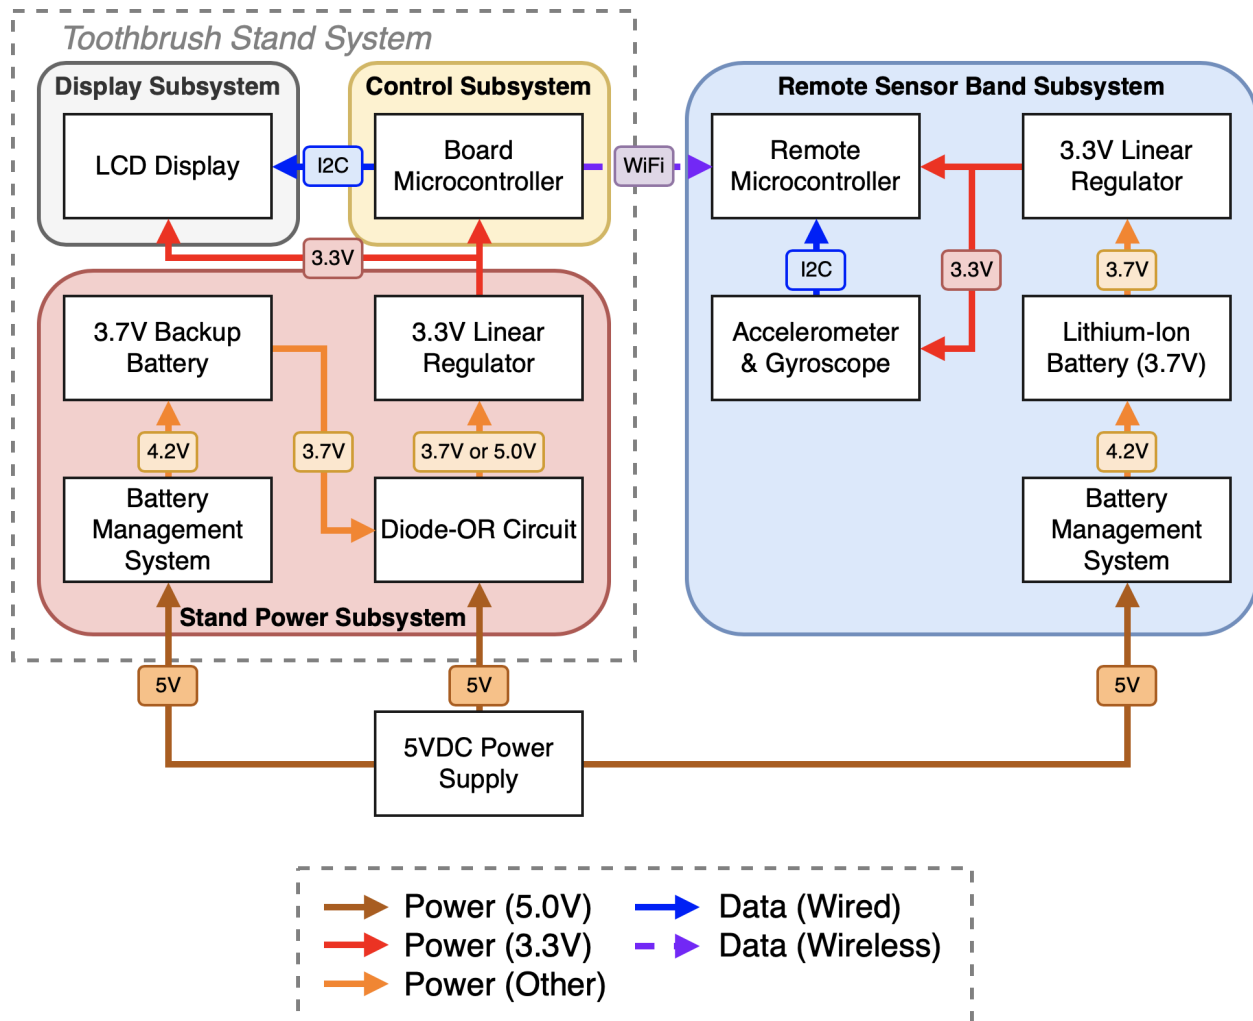 Toothbrush Stand System
Display Subsystem
Control Subsystem
Remote Sensor Band Subsystem
LCD Display
I2C
Board
Microcontroller
WiFi
Remote
Microcontroller
3.3V Linear
Regulator
3.3V
I2C
3.3V
3.7V
3.7V Backup
Battery
3.3V Linear
Regulator
Accelerometer
& Gyroscope
Lithium-Ion
Battery (3.7V)
4.2V
3.7V
3.7V or 5.0V
4.2V
Battery
Management
System
Diode-OR Circuit
Battery
Management
System
Stand Power Subsystem
5V
5V
5V
5VDC Power
Supply
Power (5.0V)
Data (Wired)
Power (3.3V)
Data (Wireless)
Power (Other)